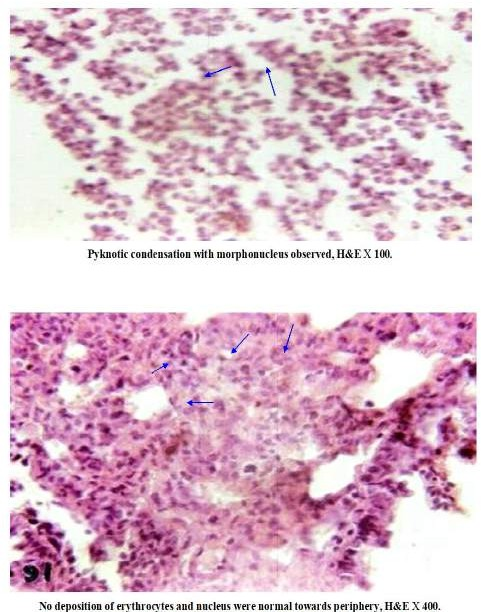 Pyknotic condensation with morphonucleus observed, H&E X 100.
91
No deposition of erythrocytes and nucleus were normal towards periphery, H&E X 400.